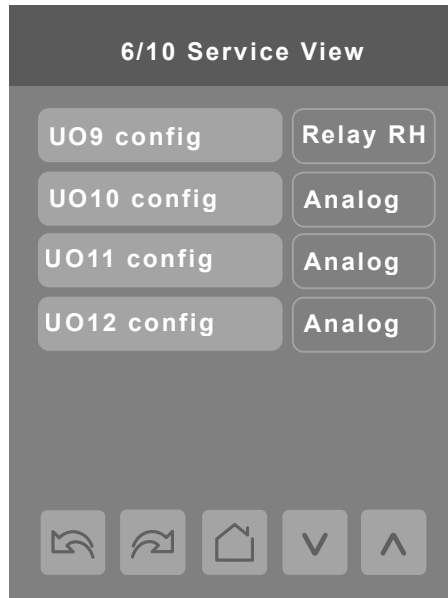 6/10 Service View
UO9 config Relay RH
UO10 config Analog
UO11 config Analog
UO12 config Analog